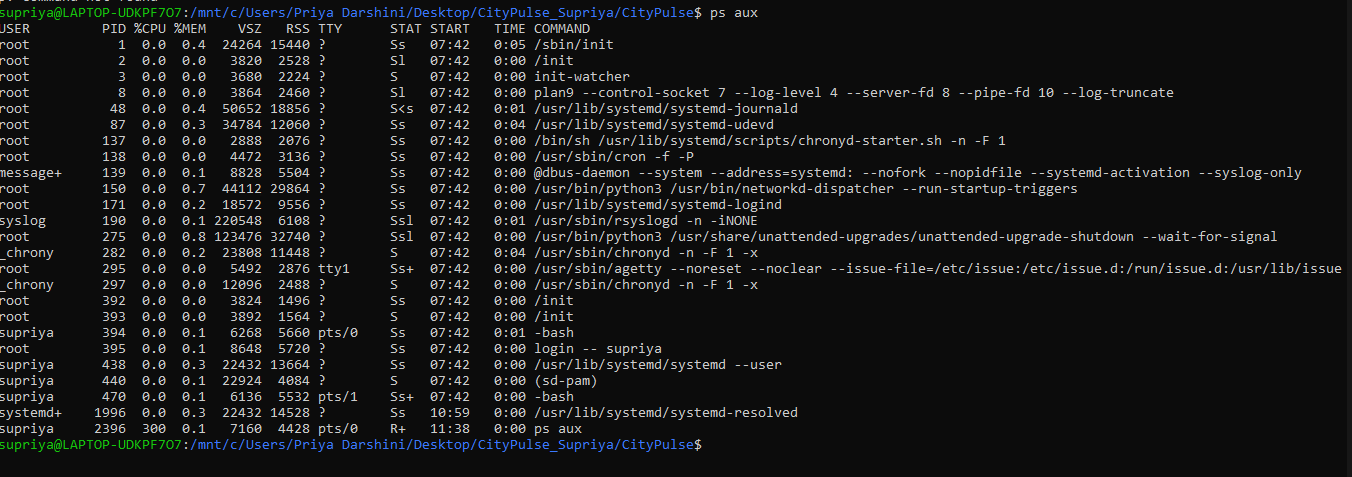 supriya@LAPTOP-UDKPF7O7:/mnt/c/Users/Priya Darshini/Desktop/CityPulse_Supriya/CityPulse$ ps aux
USER         PID %CPU %MEM    VSZ   RSS TTY      STAT START   TIME COMMAND
root           1  0.0  0.4  24264 15440 ?        Ss   07:42   0:05 /sbin/init
root           2  0.0  0.0   3820  2528 ?        Sl   07:42   0:00 /init
root           3  0.0  0.0   3680  2224 ?        S    07:42   0:00 init-watcher
root           8  0.0  0.0   3864  2460 ?        Sl   07:42   0:00 plan9 --control-socket 7 --log-level 4 --server-fd 8 --pipe-fd 10 --log-truncate
root          48  0.0  0.4  50652 18856 ?        S<s  07:42   0:01 /usr/lib/systemd/systemd-journald
root          87  0.0  0.3  34784 12060 ?        Ss   07:42   0:04 /usr/lib/systemd/systemd-udevd
root         137  0.0  0.0   2888  2076 ?        Ss   07:42   0:00 /bin/sh /usr/lib/systemd/scripts/chronyd-starter.sh -n -F 1
root         138  0.0  0.0   4472  3136 ?        Ss   07:42   0:00 /usr/sbin/cron -f -P
message+     139  0.0  0.1   8828  5504 ?        Ss   07:42   0:00 @dbus-daemon --system --address=systemd: --nofork --nopidfile --systemd-activation --syslog-only
root         150  0.0  0.7  44112 29864 ?        Ss   07:42   0:00 /usr/bin/python3 /usr/bin/networkd-dispatcher --run-startup-triggers
root         171  0.0  0.2  18572  9556 ?        Ss   07:42   0:00 /usr/lib/systemd/systemd-logind
syslog       190  0.0  0.1 220548  6108 ?        Ssl  07:42   0:01 /usr/sbin/rsyslogd -n -iNONE
root         275  0.0  0.8 123476 32740 ?        Ssl  07:42   0:00 /usr/bin/python3 /usr/share/unattended-upgrades/unattended-upgrade-shutdown --wait-for-signal
_chrony      282  0.0  0.2  23808 11448 ?        S    07:42   0:04 /usr/sbin/chronyd -n -F 1 -x
root         295  0.0  0.0   5492  2876 tty1     Ss+  07:42   0:00 /usr/sbin/agetty --noreset --noclear --issue-file=/etc/issue:/etc/issue.d:/run/issue.d:/usr/lib/issue
_chrony      297  0.0  0.0  12096  2488 ?        S    07:42   0:00 /usr/sbin/chronyd -n -F 1 -x
root         392  0.0  0.0   3824  1496 ?        Ss   07:42   0:00 /init
root         393  0.0  0.0   3892  1564 ?        S    07:42   0:00 /init
supriya      394  0.0  0.1   6268  5660 pts/0    Ss   07:42   0:01 -bash
root         395  0.0  0.1   8648  5720 ?        Ss   07:42   0:00 login -- supriya
supriya      438  0.0  0.3  22432 13664 ?        Ss   07:42   0:00 /usr/lib/systemd/systemd --user
supriya      440  0.0  0.1  22924  4084 ?        S    07:42   0:00 (sd-pam)
supriya      470  0.0  0.1   6136  5532 pts/1    Ss+  07:42   0:00 -bash
systemd+    1996  0.0  0.3  22432 14528 ?        Ss   10:59   0:00 /usr/lib/systemd/systemd-resolved
supriya     2396  300  0.1   7160  4428 pts/0    R+   11:38   0:00 ps aux
supriya@LAPTOP-UDKPF7O7:/mnt/c/Users/Priya Darshini/Desktop/CityPulse_Supriya/CityPulse$